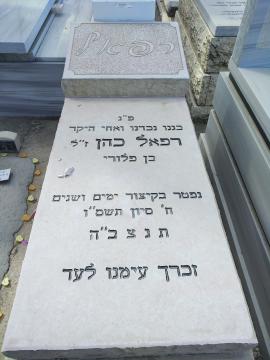 רפאל
פ"נ
בננו נכדנו ואחי היקר
רפאל כהן ז"ל
בן פלורי
נפטר בקיצור ימים ושנים
ח' סיון תשס"ו
תנצב"ה
זכרך עימנו לעד